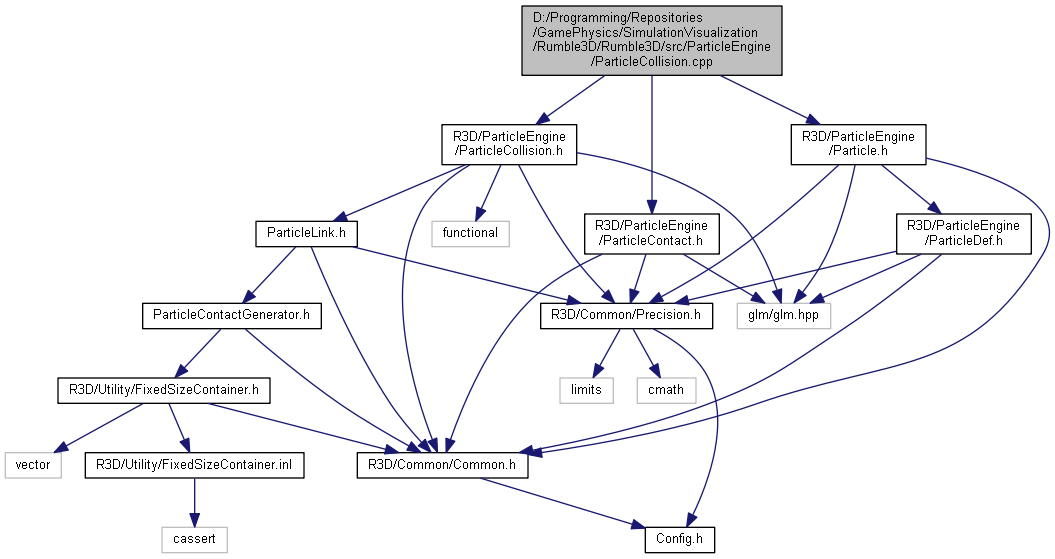 D:/Programming/Repositories
/GamePhysics/SimulationVisualization
/Rumble3D/Rumble3D/src/ParticleEngine
/ParticleCollision.cpp
R3D/ParticleEngine
/ParticleCollision.h
R3D/ParticleEngine
/Particle.h
ParticleLink.h
functional
R3D/ParticleEngine
/ParticleContact.h
R3D/ParticleEngine
/ParticleDef.h
ParticleContactGenerator.h
R3D/Common/Precision.h
glm/glm.hpp
R3D/Utility/FixedSizeContainer.h
limits
cmath
vector
R3D/Utility/FixedSizeContainer.inl
R3D/Common/Common.h
cassert
Config.h